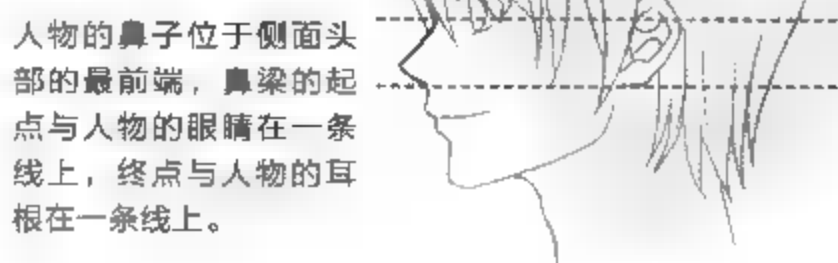 人物的鼻子位于侧面头
部的最前端，鼻梁的起
点与人物的眼睛在一条
线上，终点与人物的耳
根在一条线上。